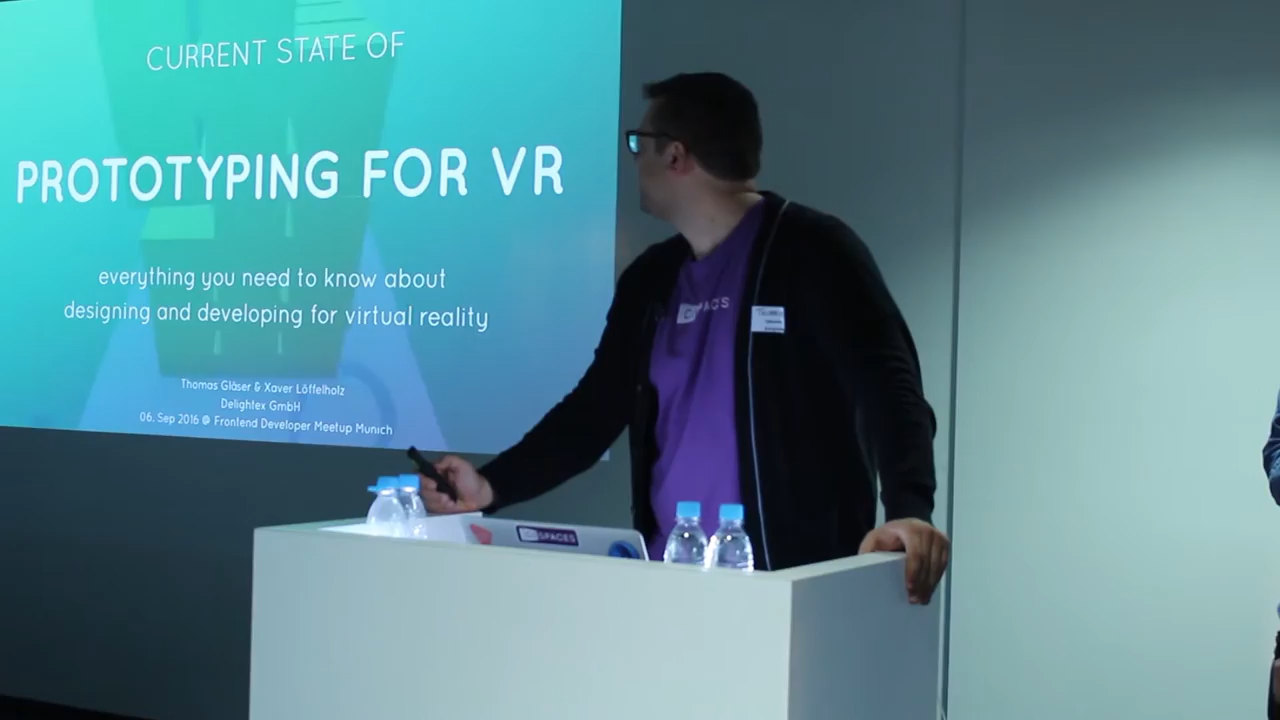 CURRENT STATE OF
PROTOTYPING FOR VR
everything you need to know about
designing and developing for virtual reality
Thomas Gläser & Xaver Löffelholz
Delightex GmbH
06. Sep 2016 @ Frontend Developer Meetup Munich
SPACES